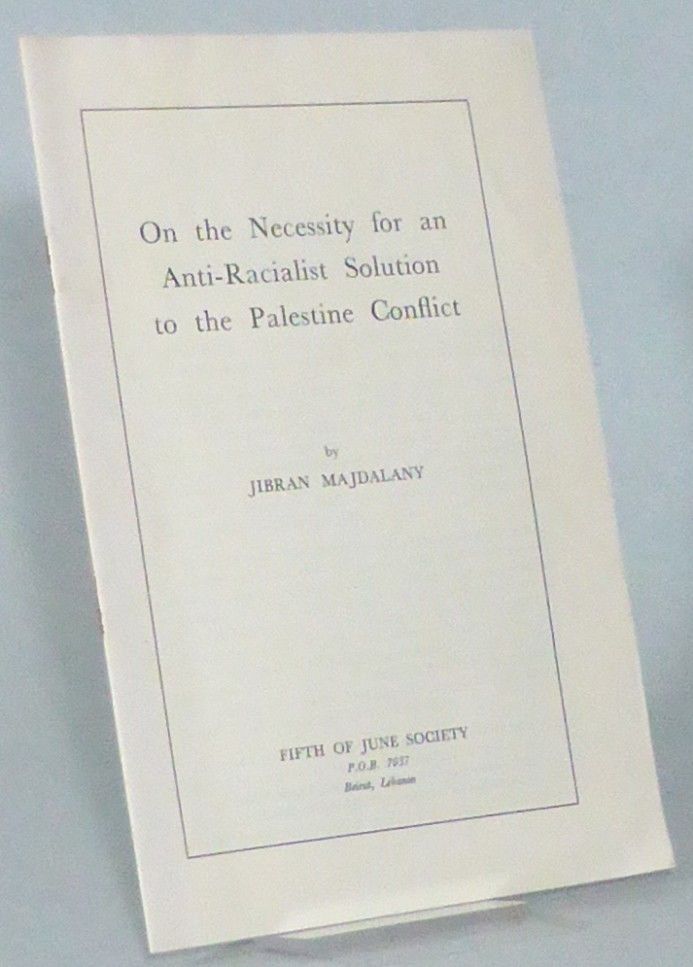 On the Necessity for an
Anti-Racialist Solution
to the Palestine Conflict
by
JIBRAN MAJDALANY
FIFTH OF JUNE SOCIETY
P.O.B. 7037
Beirut, Lebanon